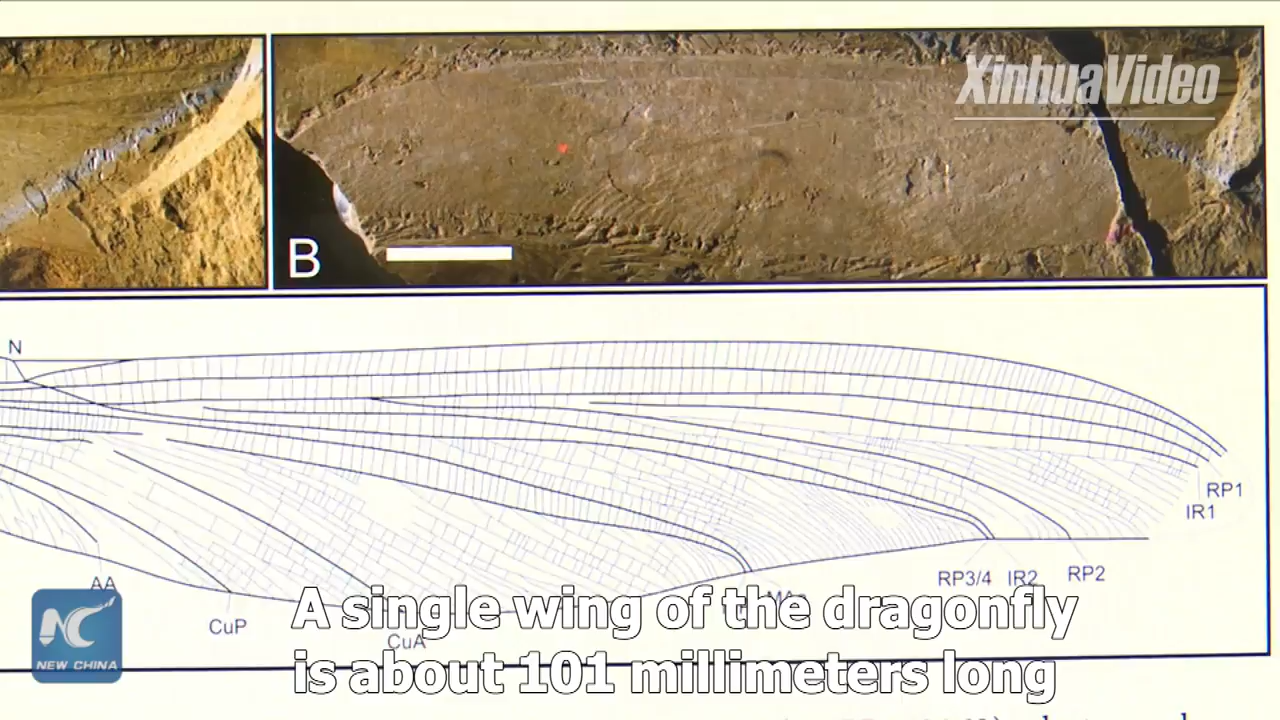 XinhuaVideo
B
N
RP1
IR1
RP3/4 IR2 RP2
AA
CuP
CuA
NC
NEW CHINA
A single wing of the dragonfly
is about 101 millimeters long